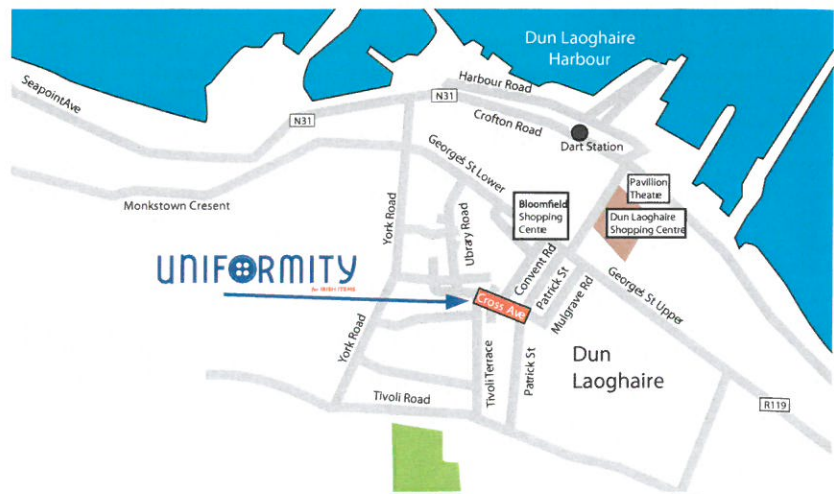 Dun Laoghaire
Harbour
Harbour Road
SeapointAve
N31
N31
Crofton Road
Dart Station
George's St Lower
Pavillion
Theatre
Monkstown Cresent
Bloomfield
Shopping
Centre
Dun Laoghaire
Shopping Centre
York Road
Ubrary Road
Convent Rd
Patrick St
Mulgrave Rd
George's St Upper
UNIFORMITY
Cross Ave
York Road
Tivoli Terrace
Patrick St
Dun
Laoghaire
Tivoli Road
R119